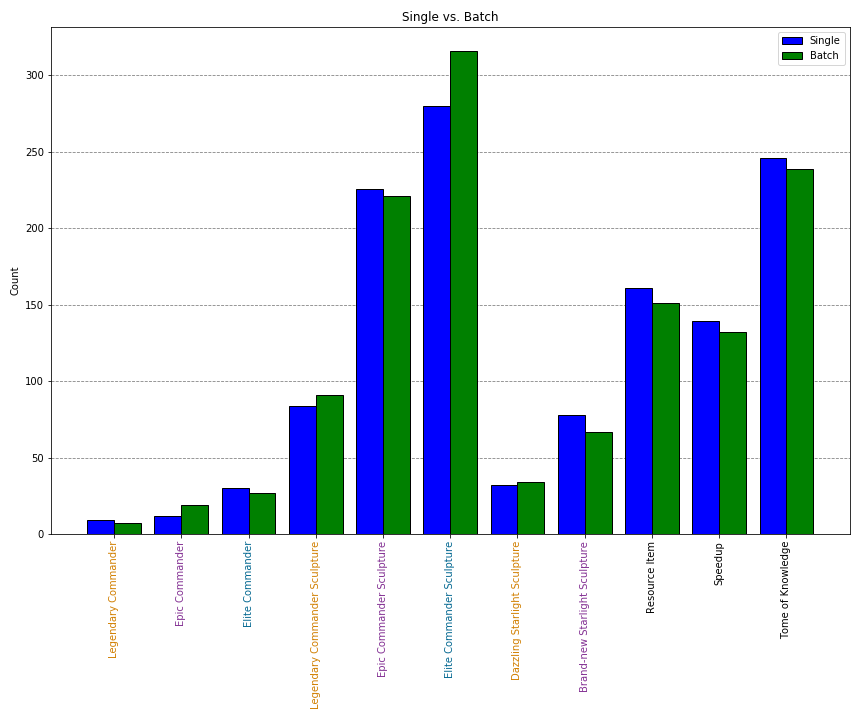 Single vs. Batch
Single
Batch
Count
300
250
200
150
100
50
0
Legendary Commander
Epic Commander
Elite Commander
Legendary Commander Sculpture
Epic Commander Sculpture
Elite Commander Sculpture
Dazzling Starlight Sculpture
Brand-new Starlight Sculpture
Resource Item
Speedup
Tome of Knowledge